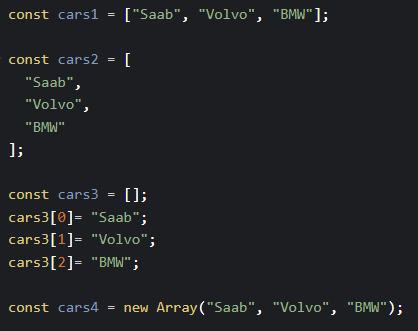 const cars1 = ["Saab", "Volvo", "BMW"];
const cars2 = [
  "Saab",
  "Volvo",
  "BMW"
];
const cars3 = [];
cars3[0]= "Saab";
cars3[1]= "Volvo";
cars3[2]= "BMW";
const cars4 = new Array("Saab", "Volvo", "BMW");